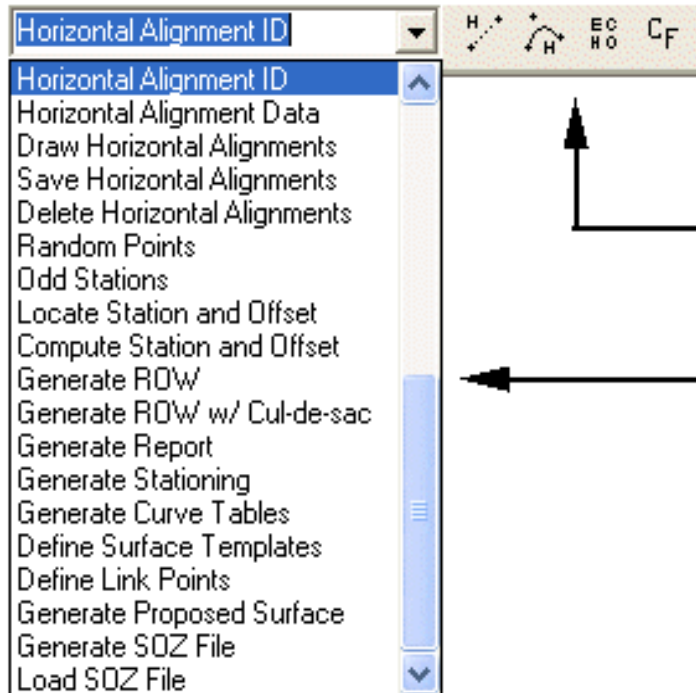 Horizontal Alignment ID
H H EC HO CF
Horizontal Alignment ID
Horizontal Alignment Data
Draw Horizontal Alignments
Save Horizontal Alignments
Delete Horizontal Alignments
Random Points
Odd Stations
Locate Station and Offset
Compute Station and Offset
Generate ROW
Generate ROW w/ Cul-de-sac
Generate Report
Generate Stationing
Generate Curve Tables
Define Surface Templates
Define Link Points
Generate Proposed Surface
Generate SOZ File
Load SOZ File